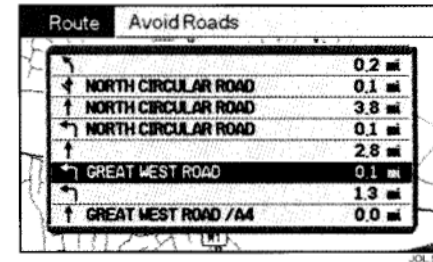 Route Avoid Roads
0.2 mi
NORTH CIRCULAR ROAD 0.1 mi
NORTH CIRCULAR ROAD 3.8 mi
NORTH CIRCULAR ROAD 0.1 mi
2.8 mi
GREAT WEST ROAD 0.1 mi
1.3 mi
GREAT WEST ROAD /A4 0.0 mi